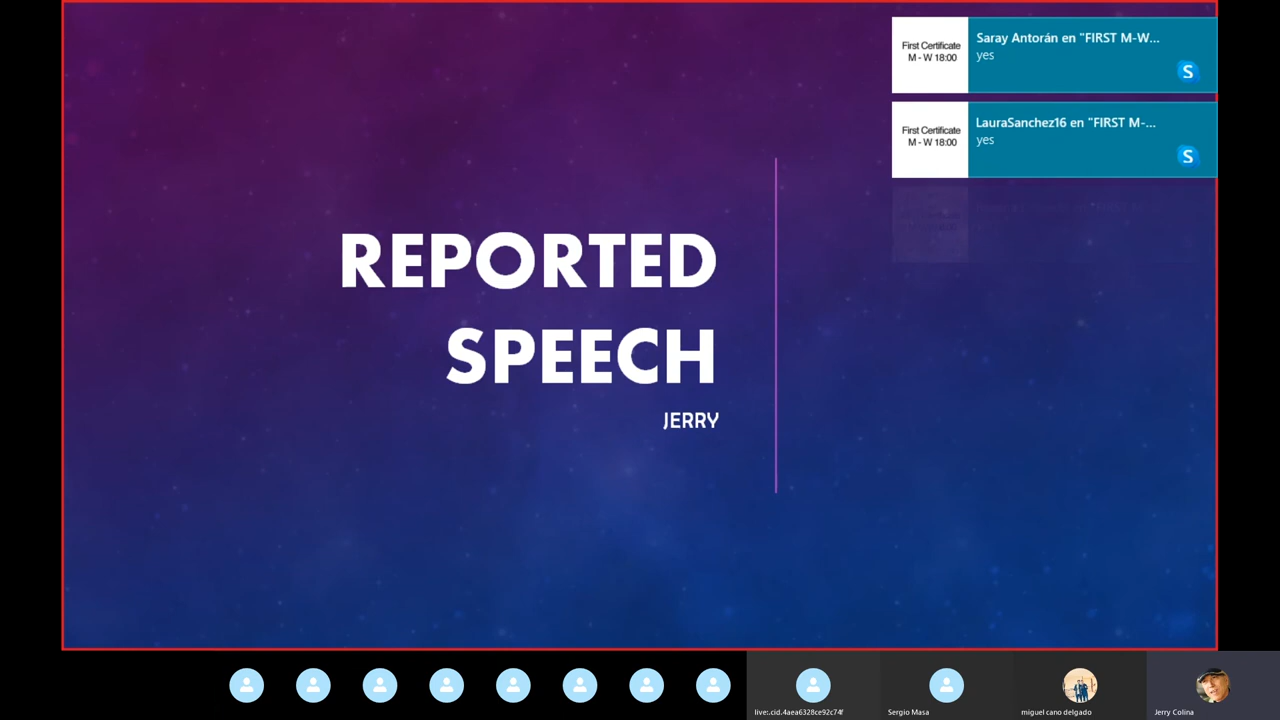 First Certificate
M - W 18:00
Saray Antorán en "FIRST M-W...
yes
First Certificate
M - W 18:00
LauraSanchez16 en "FIRST M-...
yes
REPORTED
SPEECH
JERRY
live:.cid.4aea6328ce92c74f
Sergio Masa
miguel cano delgado
Jerry Colina